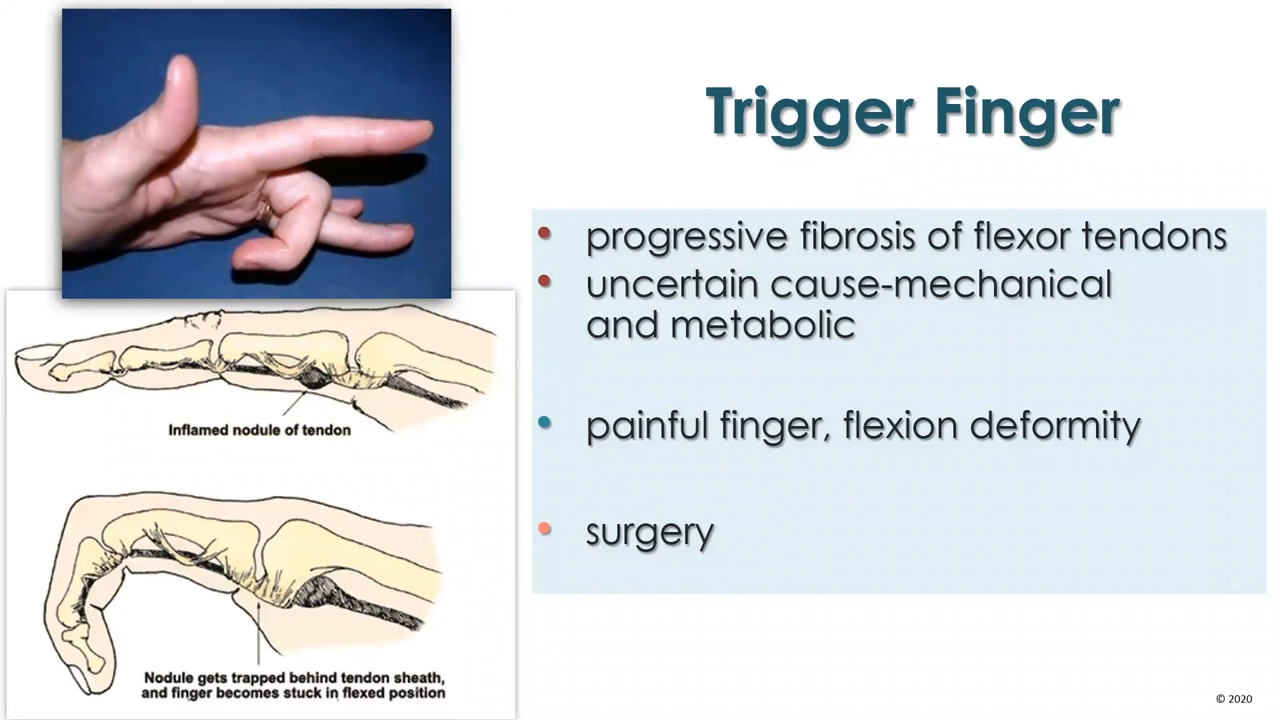 Trigger Finger
• progressive fibrosis of flexor tendons
• uncertain cause-mechanical
and metabolic
• painful finger, flexion deformity
• surgery
Inflamed nodule of tendon
Nodule gets trapped behind tendon sheath,
and finger becomes stuck in flexed position
© 2020